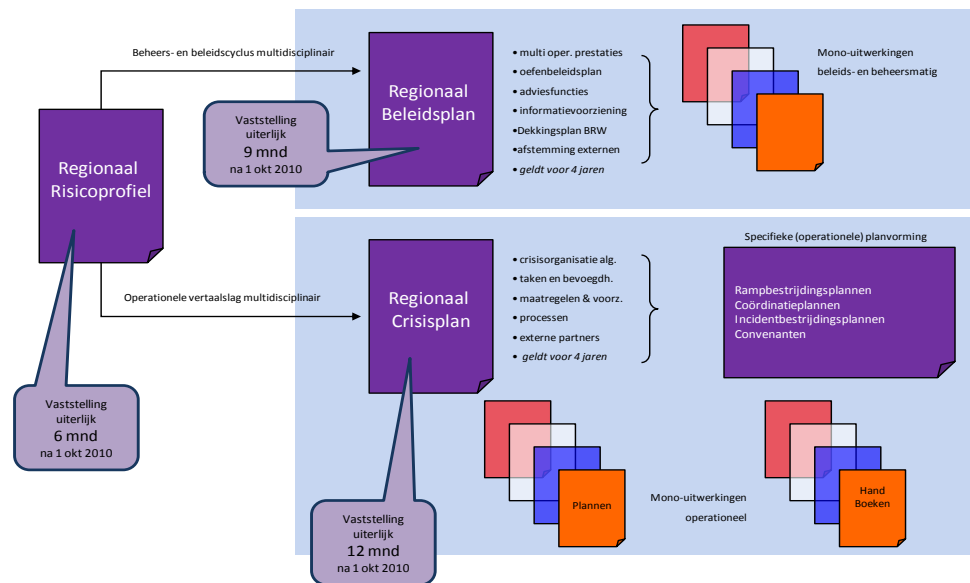 Beheers- en beleidscyclus multidisciplinair
Regionaal
Risicoprofiel
Vaststelling
uiterlijk
6 mnd
na 1 okt 2010
Operationele vertaalslag multidisciplinair
Regionaal
Beleidsplan
Vaststelling
uiterlijk
9 mnd
na 1 okt 2010
• multi oper. prestaties
• oefenbeleidsplan
• adviesfuncties
• informatievoorziening
•Dekkingsplan BRW
•afstemming externen
• geldt voor 4 jaren
Mono-uitwerkingen
beleids- en beheersmatig
Regionaal
Crisisplan
Vaststelling
uiterlijk
12 mnd
na 1 okt 2010
• crisisorganisatie alg.
• taken en bevoegdh.
• maatregelen & voorz.
• processen
• externe partners
• geldt voor 4 jaren
Specifieke (operationele) planvorming
Rampbestrijdingsplannen
Coördinatieplannen
Incidentbestrijdingsplannen
Convenanten
Plannen
Mono-uitwerkingen
operationeel
Hand
Boeken